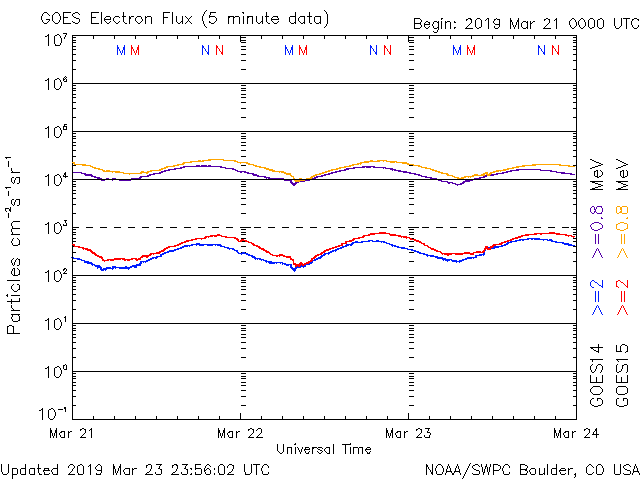 GOES Electron Flux (5 minute data)
Begin: 2019 Mar 21 0000 UTC
10⁷
M M N N M M N N M M N N
10⁶
10⁵
10⁴
10³
10²
10¹
10⁰
10⁻¹
Particles cm⁻²s⁻¹sr⁻¹
GOES14 >=2 >=0.8 MeV
GOES15 >=2 >=0.8 MeV
Mar 21 Mar 22 Mar 23 Mar 24
Universal Time
Updated 2019 Mar 23 23:56:02 UTC
NOAA/SWPC Boulder, CO USA